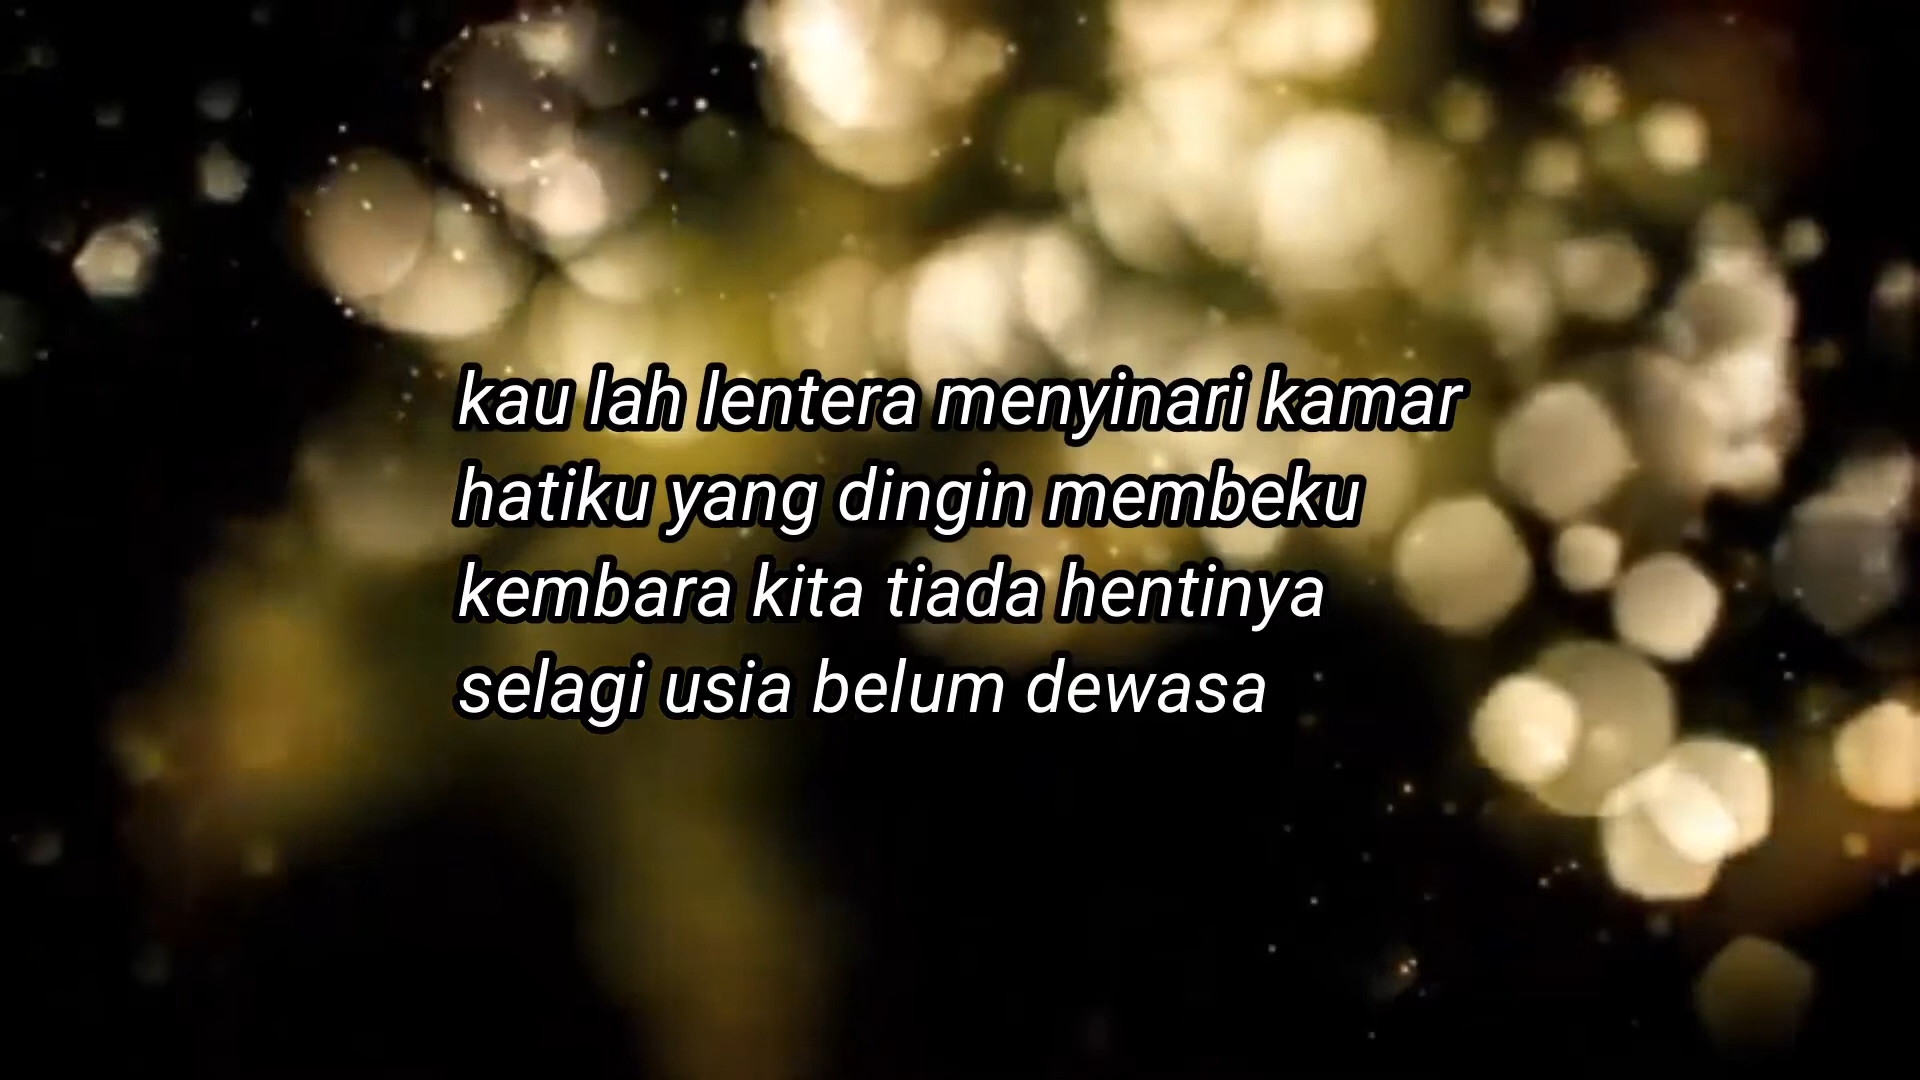 kau lah lentera menyinari kamar
hatiku yang dingin membeku
kembara kita tiada hentinya
selagi usia belum dewasa